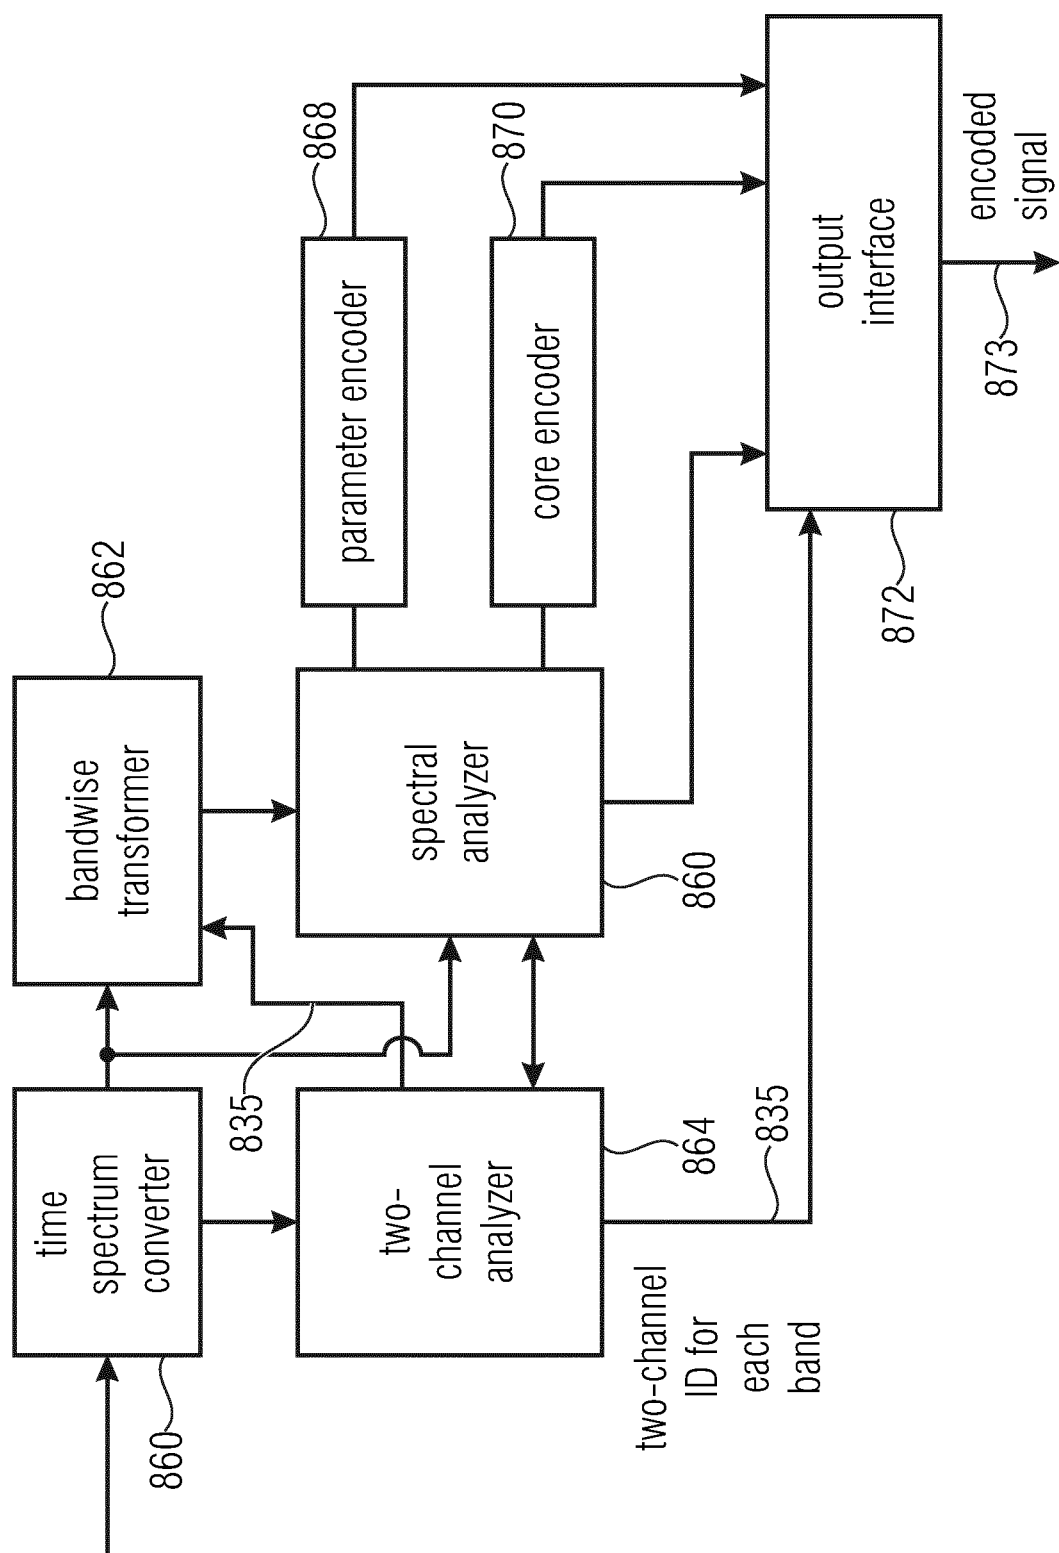 time
spectrum
converter
860
bandwise
transformer
862
835
two-
channel
analyzer
864
spectral
analyzer
860
parameter encoder
868
core encoder
870
two-channel
ID for
each
band
835
output
interface
872
873
encoded
signal